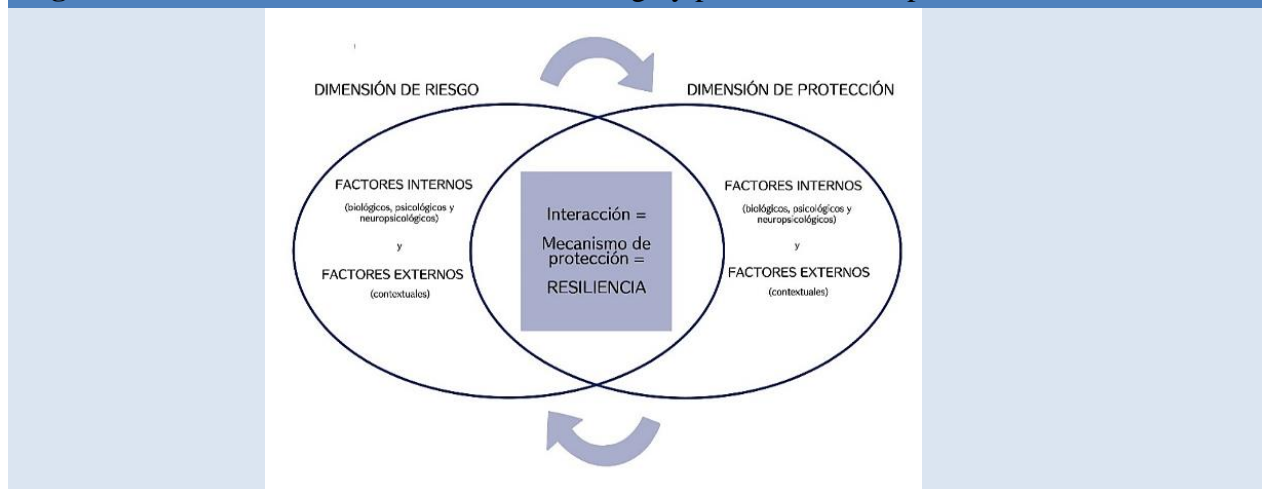 DIMENSIÓN DE RIESGO
DIMENSIÓN DE PROTECCIÓN
FACTORES INTERNOS
(biológicos, psicológicos y
neuropsicológicos)
y
FACTORES EXTERNOS
(contextuales)
Interacción =
Mecanismo de
protección =
RESILIENCIA
FACTORES INTERNOS
(biológicos, psicológicos y
neuropsicológicos)
y
FACTORES EXTERNOS
(contextuales)